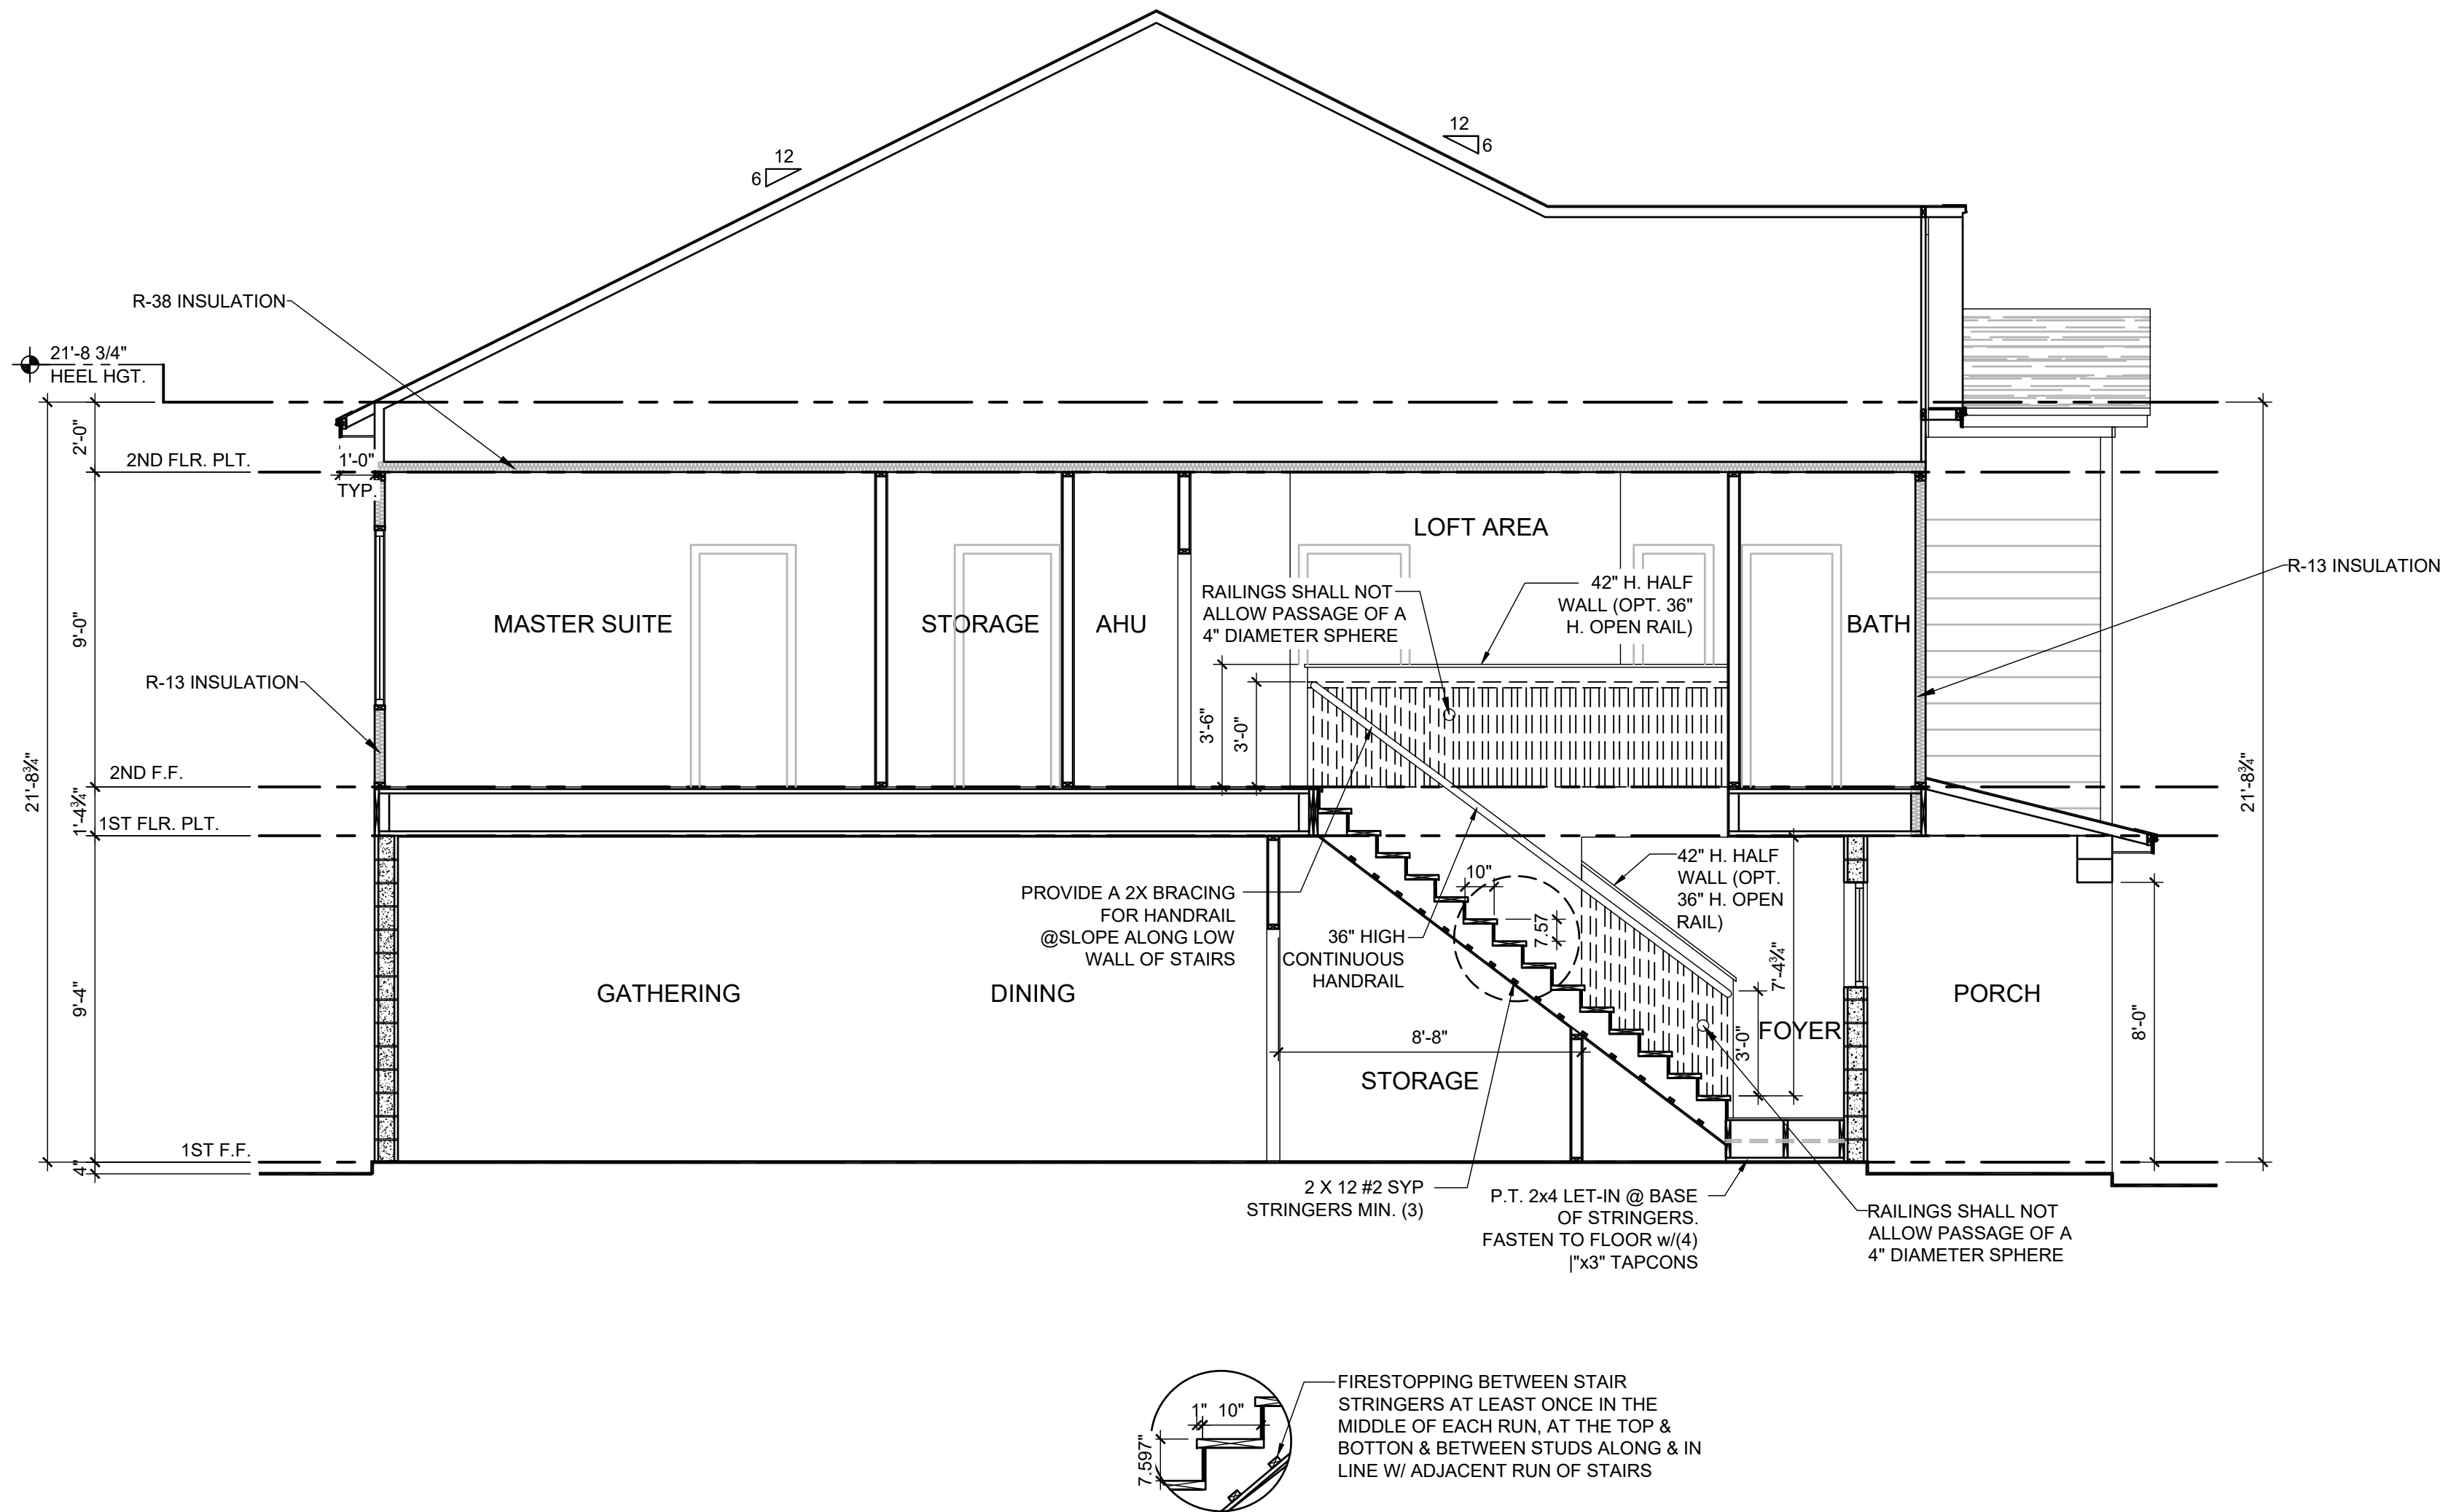 12
6
12
6
R-38 INSULATION
21'-8 3/4"
HEEL HGT.
2'-0"
2ND FLR. PLT.
1'-0"
TYP.
LOFT AREA
R-13 INSULATION
RAILINGS SHALL NOT
ALLOW PASSAGE OF A
4" DIAMETER SPHERE
42" H. HALF
WALL (OPT. 36"
H. OPEN RAIL)
9'-0"
MASTER SUITE
STORAGE
AHU
BATH
R-13 INSULATION
3'-6"
3'-0"
21'-8¾"
2ND F.F.
1'-4¾"
1ST FLR. PLT.
21'-8¾"
42" H. HALF
WALL (OPT.
36" H. OPEN
RAIL)
10"
7.57
PROVIDE A 2X BRACING
FOR HANDRAIL
@SLOPE ALONG LOW
WALL OF STAIRS
36" HIGH
CONTINUOUS
HANDRAIL
7'-4¾"
9'-4"
GATHERING
DINING
PORCH
8'-8"
3'-0"
FOYER
8'-0"
STORAGE
1ST F.F.
4"
2 X 12 #2 SYP
STRINGERS MIN. (3)
P.T. 2x4 LET-IN @ BASE
OF STRINGERS.
FASTEN TO FLOOR w/(4)
|"x3" TAPCONS
RAILINGS SHALL NOT
ALLOW PASSAGE OF A
4" DIAMETER SPHERE
1"
10"
7.597"
FIRESTOPPING BETWEEN STAIR
STRINGERS AT LEAST ONCE IN THE
MIDDLE OF EACH RUN, AT THE TOP &
BOTTON & BETWEEN STUDS ALONG & IN
LINE W/ ADJACENT RUN OF STAIRS